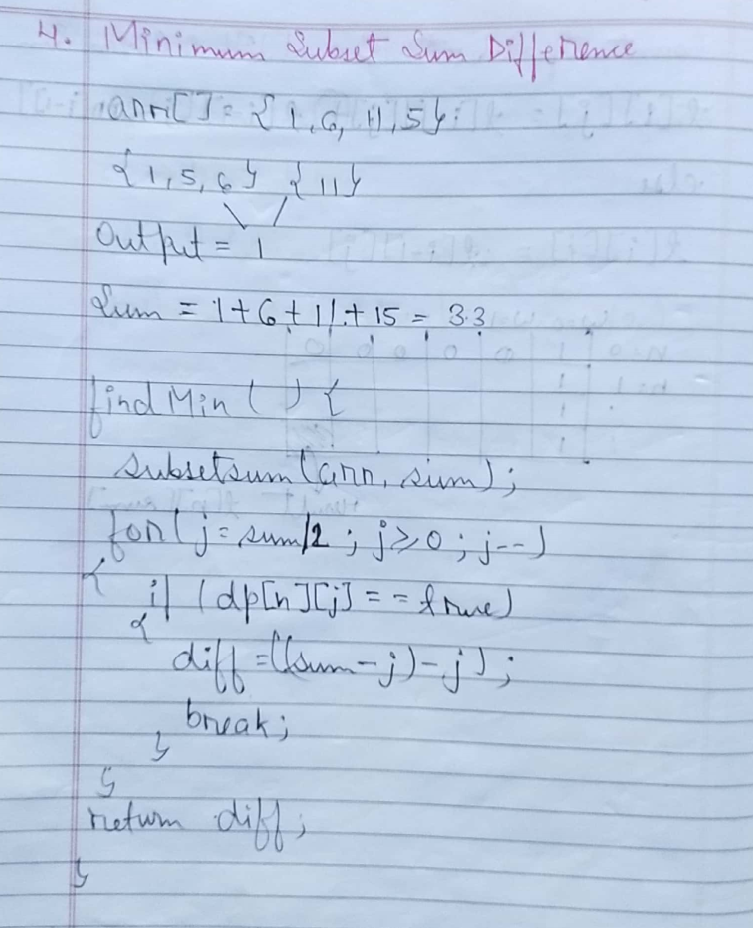 4. Minimum Subset Sum Difference
arr[] = {1, 6, 11, 5};
{1, 5, 6} {11}
Output = 1
Sum = 1 + 6 + 11 + 15 = 33
findMin ( ) {
subsetsum (arr, sum);
for( j = sum/2 ; j ≥ 0 ; j--)
{
if (dp[n][j] == true)
{
diff = ((sum - j) - j);
break;
}
}
return diff;
}